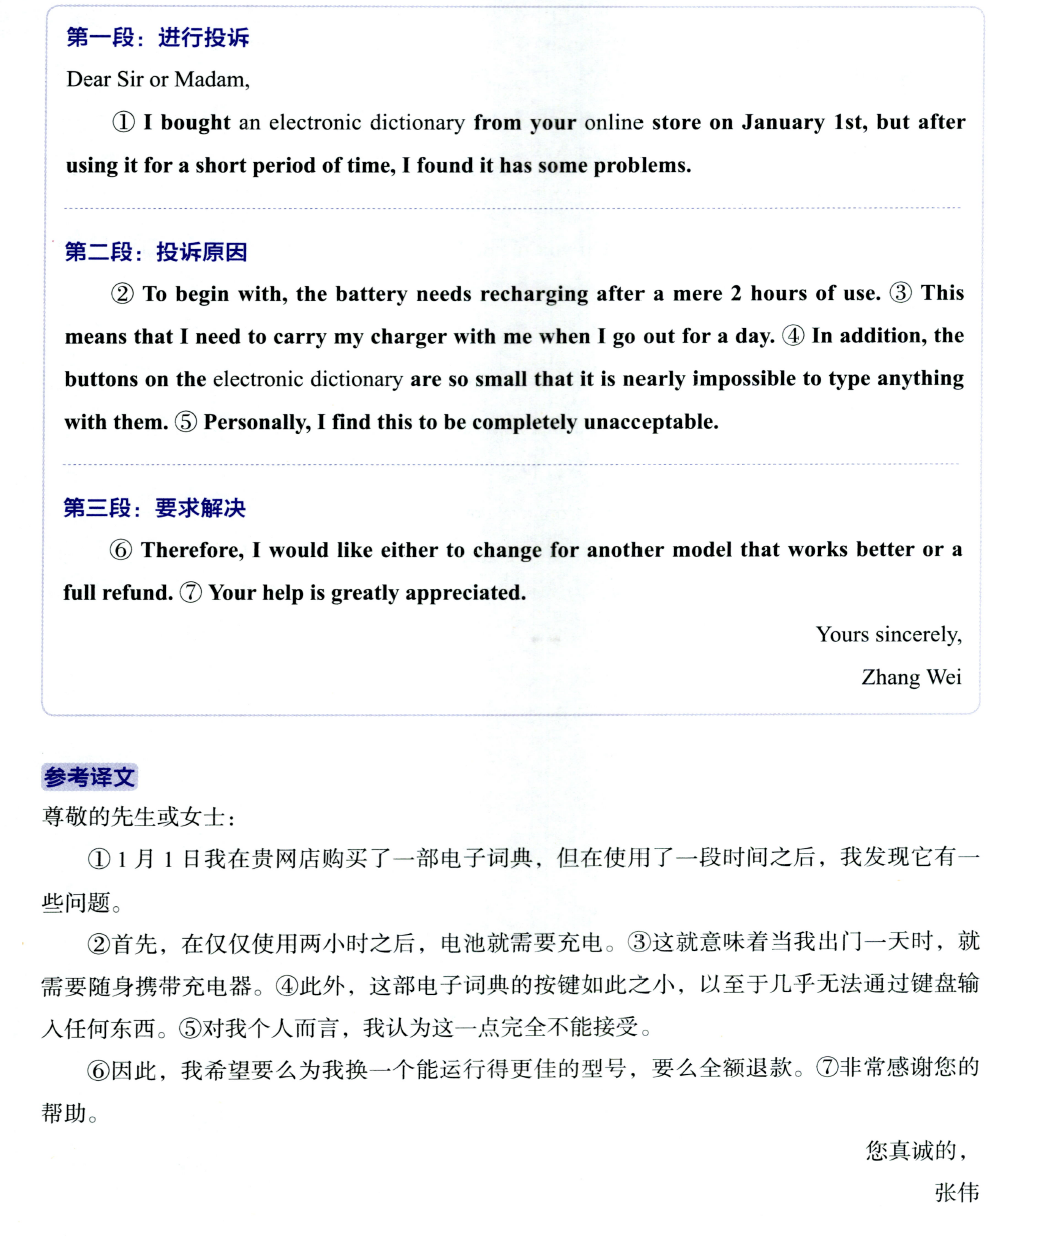 第一段：进行投诉
Dear Sir or Madam,
① I bought an electronic dictionary from your online store on January 1st, but after
using it for a short period of time, I found it has some problems.
第二段：投诉原因
② To begin with, the battery needs recharging after a mere 2 hours of use. ③ This
means that I need to carry my charger with me when I go out for a day. ④ In addition, the
buttons on the electronic dictionary are so small that it is nearly impossible to type anything
with them. ⑤ Personally, I find this to be completely unacceptable.
第三段：要求解决
⑥ Therefore, I would like either to change for another model that works better or a
full refund. ⑦ Your help is greatly appreciated.
Yours sincerely,
Zhang Wei
参考译文
尊敬的先生或女士：
①1月1日我在贵网店购买了一部电子词典，但在使用了一段时间之后，我发现它有一
些问题。
②首先，在仅仅使用两小时之后，电池就需要充电。③这就意味着当我出门一天时，就
需要随身携带充电器。④此外，这部电子词典的按键如此之小，以至于几乎无法通过键盘输
入任何东西。⑤对我个人而言，我认为这一点完全不能接受。
⑥因此，我希望要么为我换一个能运行得更佳的型号，要么全额退款。⑦非常感谢您的
帮助。
您真诚的，
张伟